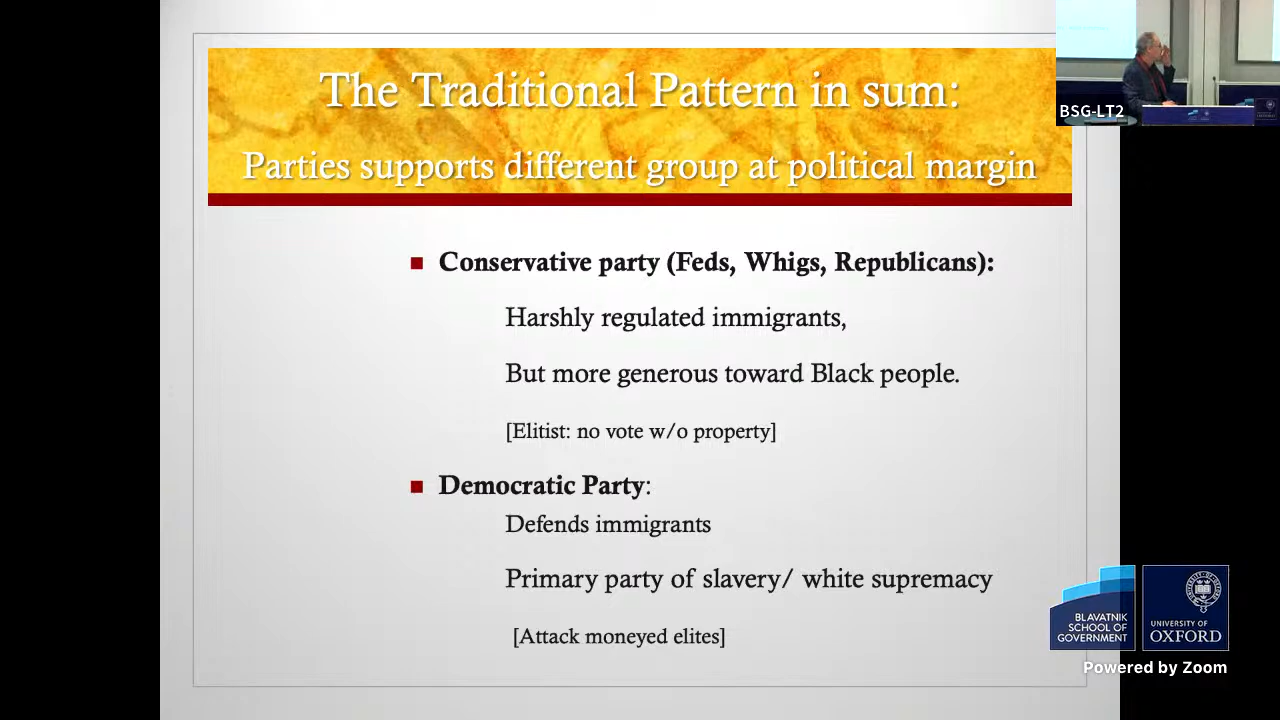 The Traditional Pattern in sum:
Parties supports different group at political margin
BSG-LT2
■ Conservative party (Feds, Whigs, Republicans):
Harshly regulated immigrants,
But more generous toward Black people.
[Elitist: no vote w/o property]
■ Democratic Party:
Defends immigrants
Primary party of slavery/ white supremacy
[Attack moneyed elites]
BLAVATNIK
SCHOOL OF
GOVERNMENT
UNIVERSITY OF
OXFORD
Powered by Zoom